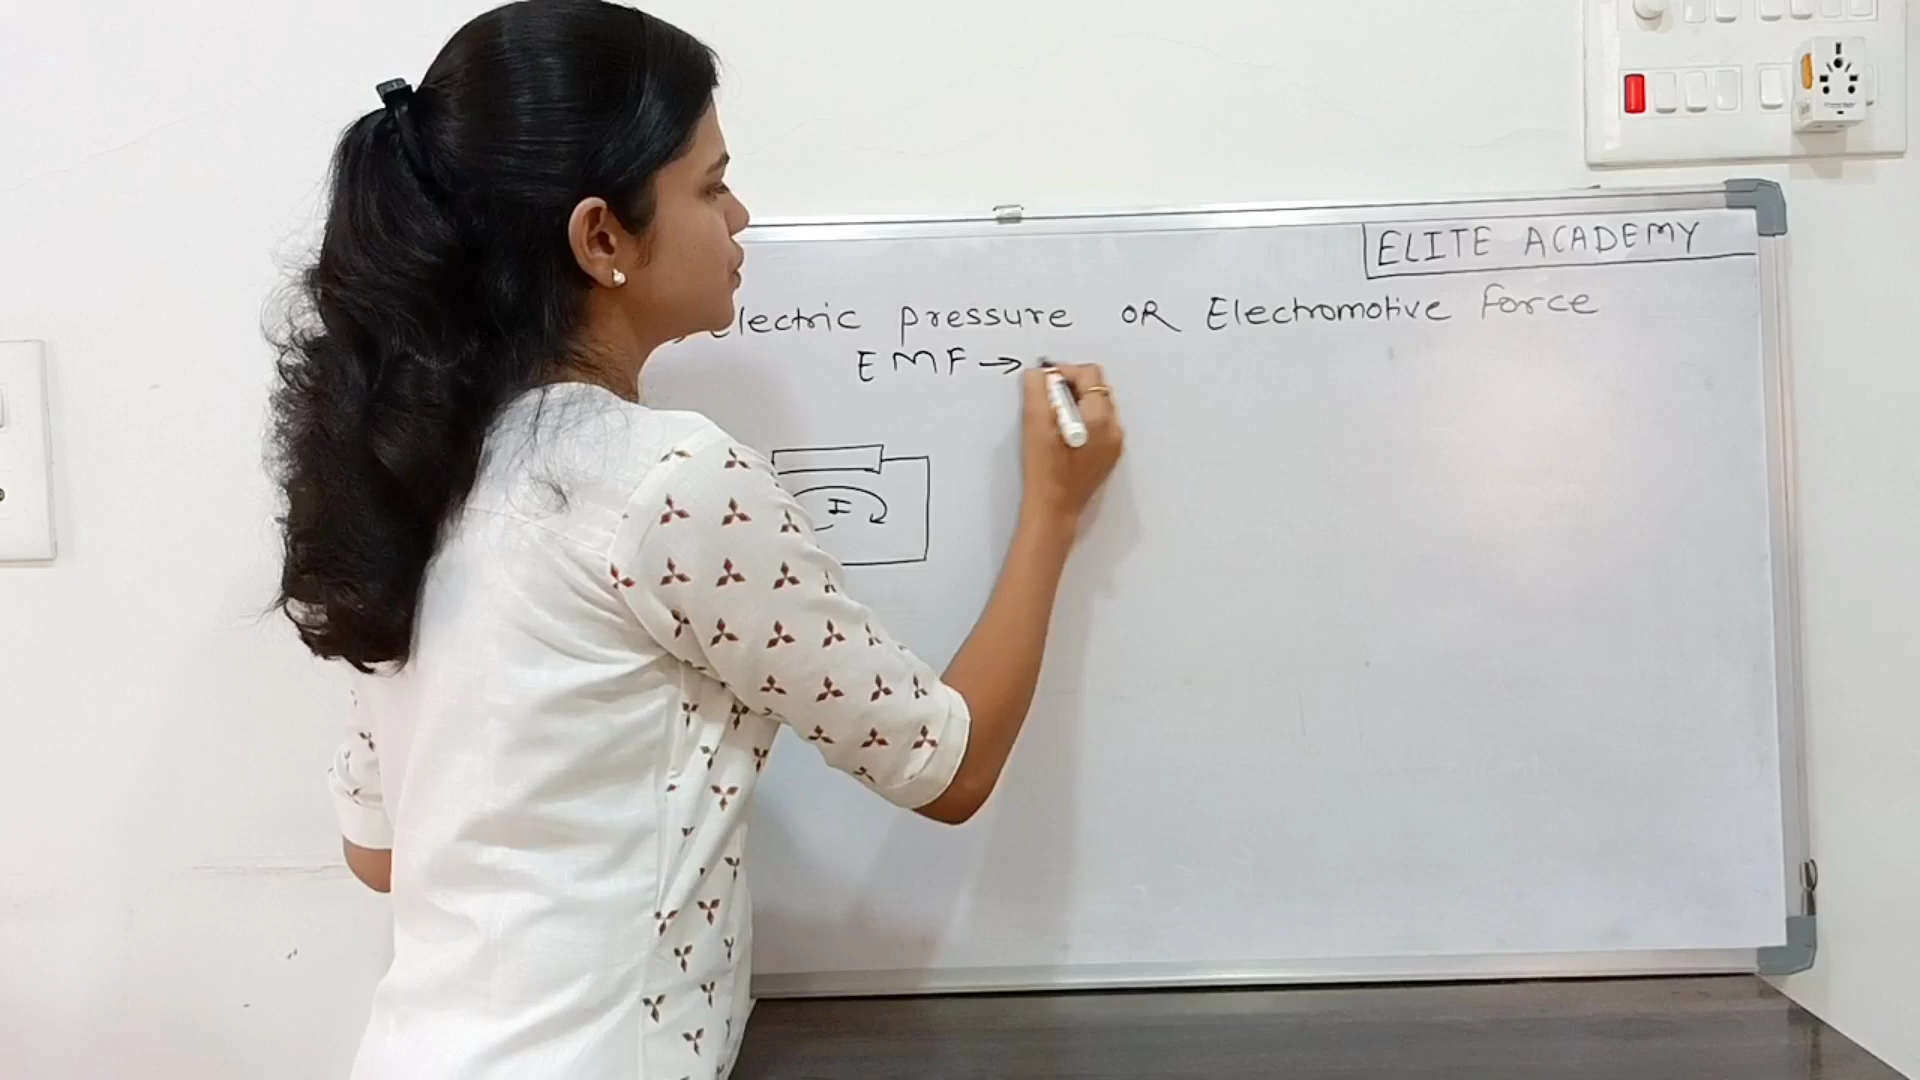 ELITE ACADEMY
lectric pressure OR Electromotive Force
EMF →
I